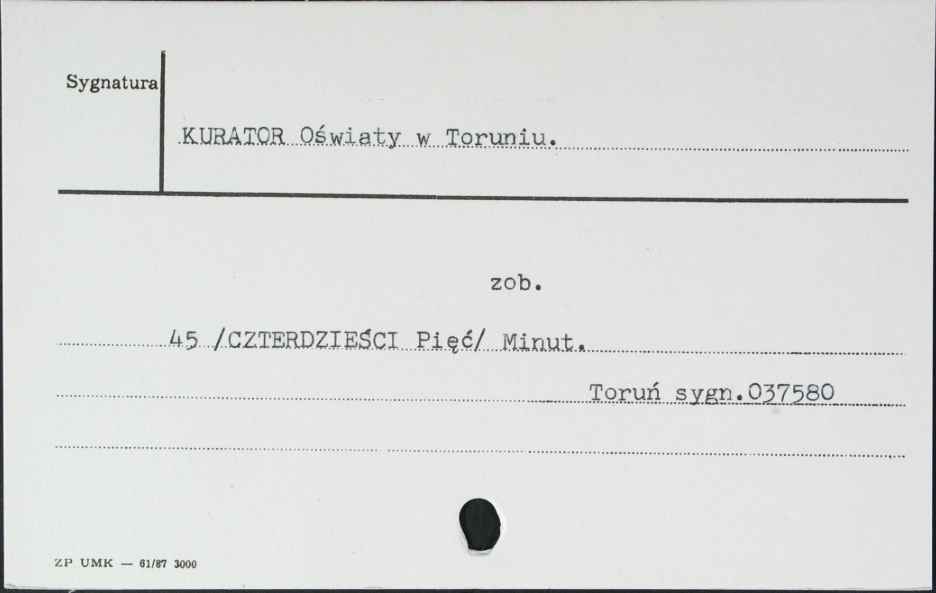 Sygnatura
KURATOR Oświaty w Toruniu.
zob.
45 /CZTERDZIEŚCI Pięć/ Minut.
Toruń sygn.037580
ZP UMK — 61/87 3000